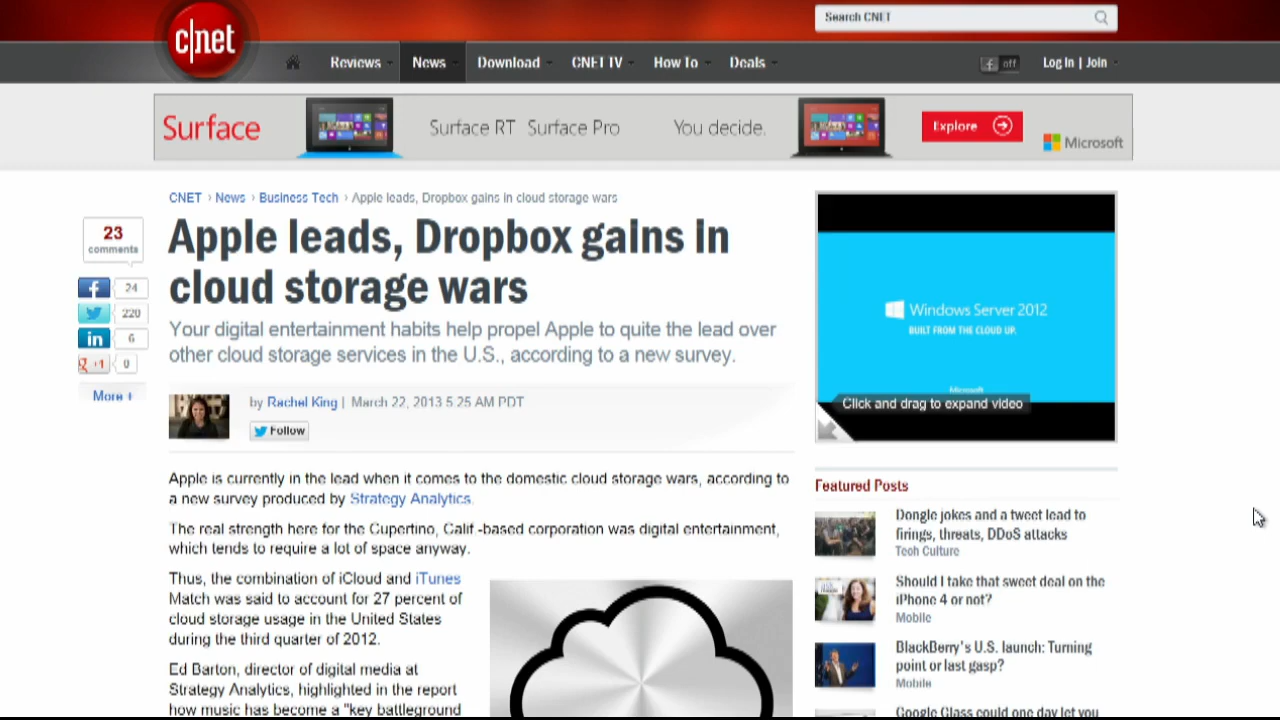 Search CNET
c|net
Reviews
News
Download
CNET TV
How To
Deals
off
Log In | Join
Surface
Surface RT Surface Pro
You decide.
Explore
Microsoft
CNET › News › Business Tech › Apple leads, Dropbox gains in cloud storage wars
Apple leads, Dropbox gains in
cloud storage wars
Your digital entertainment habits help propel Apple to quite the lead over
other cloud storage services in the U.S., according to a new survey.
23
comments
24
220
in 6
+1 0
More +
by Rachel King | March 22, 2013 5:25 AM PDT
Follow
Apple is currently in the lead when it comes to the domestic cloud storage wars, according to
a new survey produced by Strategy Analytics.
The real strength here for the Cupertino, Calif.-based corporation was digital entertainment,
which tends to require a lot of space anyway.
Thus, the combination of iCloud and iTunes
Match was said to account for 27 percent of
cloud storage usage in the United States
during the third quarter of 2012.
Ed Barton, director of digital media at
Strategy Analytics, highlighted in the report
how music has become a "key battleground
Windows Server 2012
BUILT FROM THE CLOUD UP.
Microsoft
Click and drag to expand video
Featured Posts
Dongle jokes and a tweet lead to
firings, threats, DDoS attacks
Tech Culture
Should I take that sweet deal on the
iPhone 4 or not?
Mobile
BlackBerry's U.S. launch: Turning
point or last gasp?
Mobile
Google Glass could one day let you